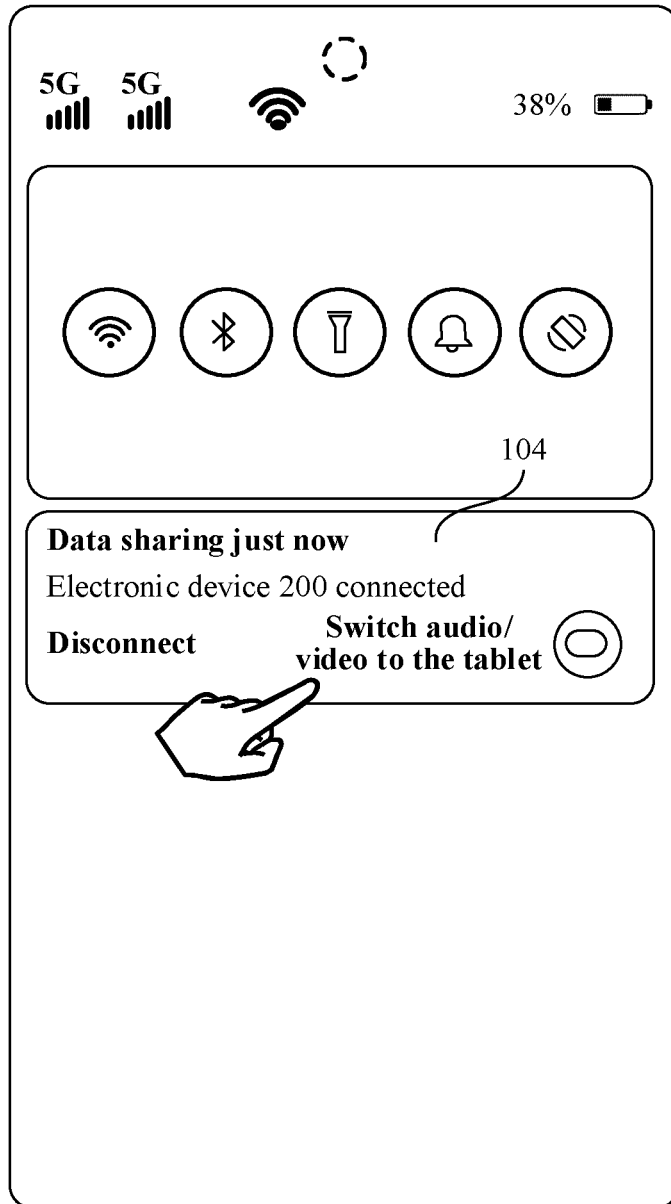 5G 5G
38%
104
Data sharing just now
Electronic device 200 connected
Disconnect
Switch audio/
video to the tablet